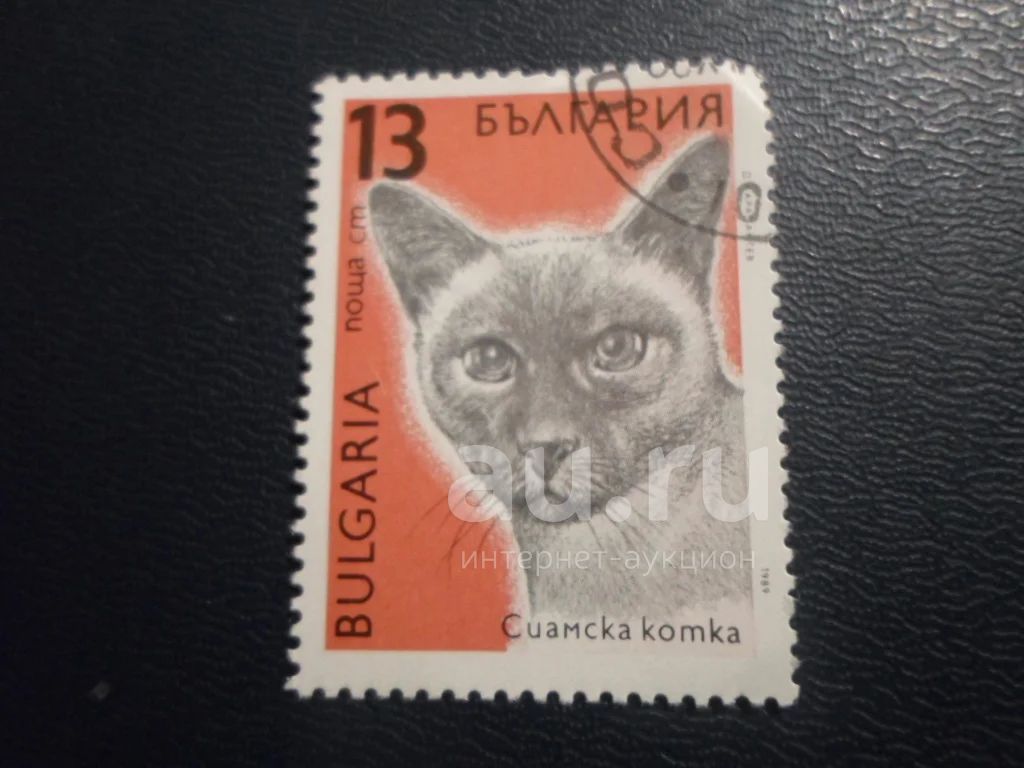 13
БЪЛГАРИЯ
поща ст
BULGARIA
au.ru
интернет-аукцион
1989
Сиамска котка